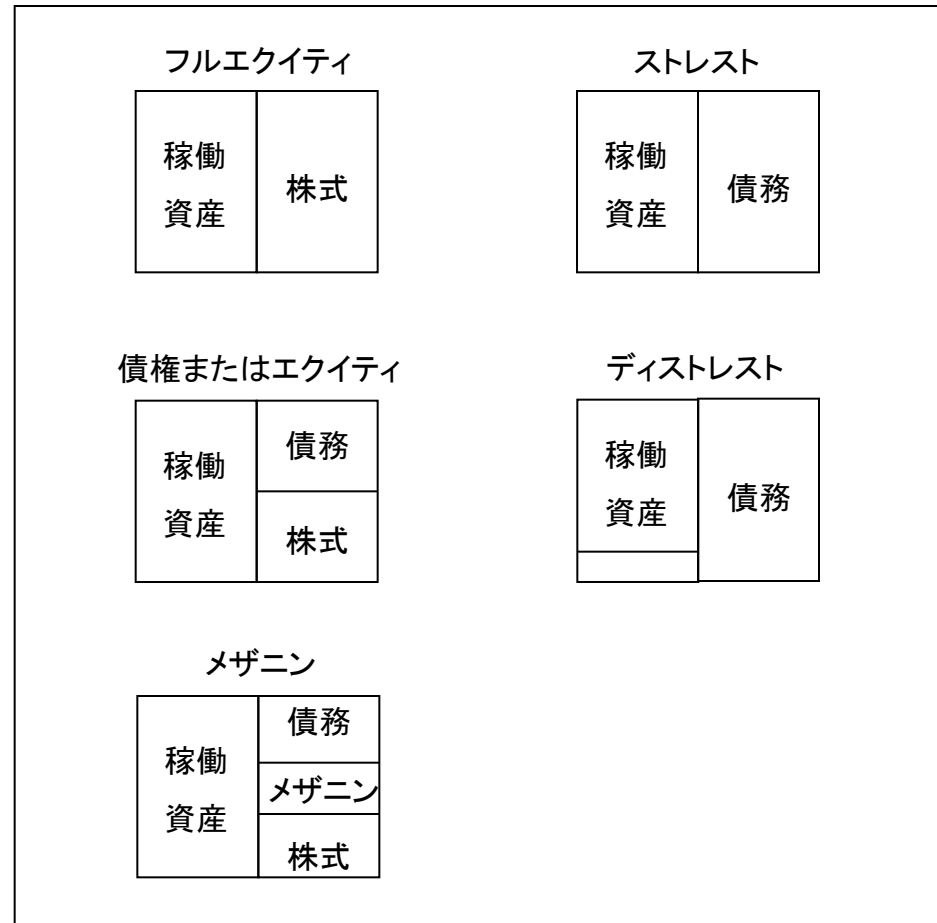 フルエクイティ
稼働
資産
株式
ストレスト
稼働
資産
債務
債権またはエクイティ
稼働
資産
債務
株式
ディストレスト
稼働
資産
債務
メザニン
稼働
資産
債務
メザニン
株式